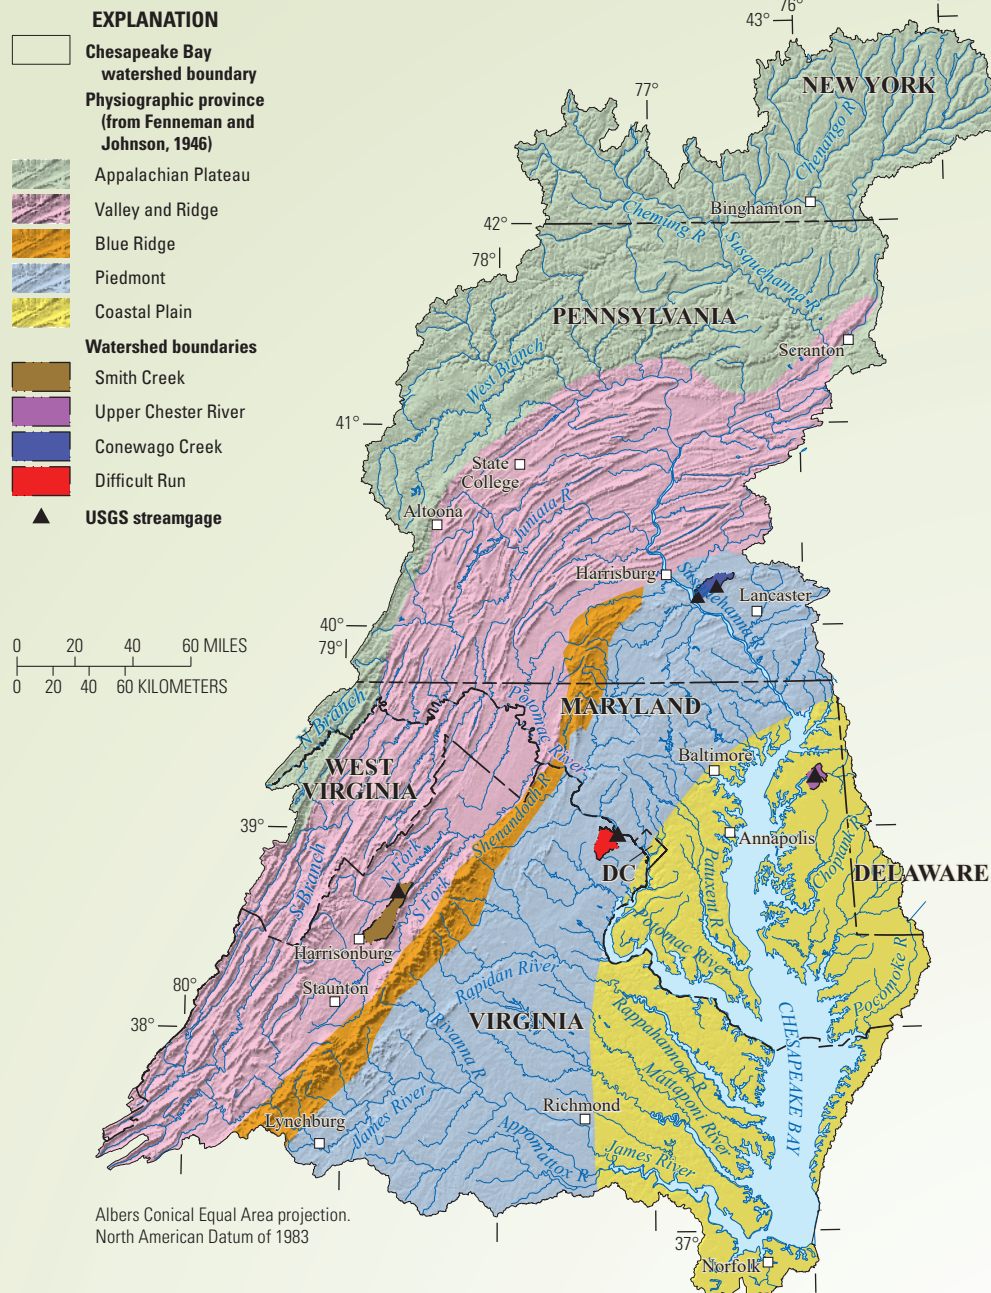 EXPLANATION
Chesapeake Bay
watershed boundary
Physiographic province
(from Fenneman and
Johnson, 1946)
Appalachian Plateau
Valley and Ridge
Blue Ridge
Piedmont
Coastal Plain
Watershed boundaries
Smith Creek
Upper Chester River
Conewago Creek
Difficult Run
USGS streamgage
0 20 40 60 MILES
0 20 40 60 KILOMETERS
76°
43°
77°
NEW YORK
Chenango R
Binghamton
Chemung R
42°
78°
Susquehanna R
PENNSYLVANIA
Scranton
West Branch
41°
State
College
Altoona
Juniata R
Harrisburg
Susquehanna R
Lancaster
40°
79°
N Branch
Potomac River
MARYLAND
Baltimore
WEST
VIRGINIA
Shenandoah R
39°
Annapolis
N Fork
S Fork
S Branch
DC
Patuxent R
Choptank R
DELAWARE
Harrisonburg
Potomac River
Staunton
Rapidan River
80°
38°
VIRGINIA
Rivanna R
Rappahannock R
Pocomoke R
CHESAPEAKE BAY
Mattaponi River
Richmond
Lynchburg
James River
Appomattox R
James River
37°
Norfolk
Albers Conical Equal Area projection.
North American Datum of 1983